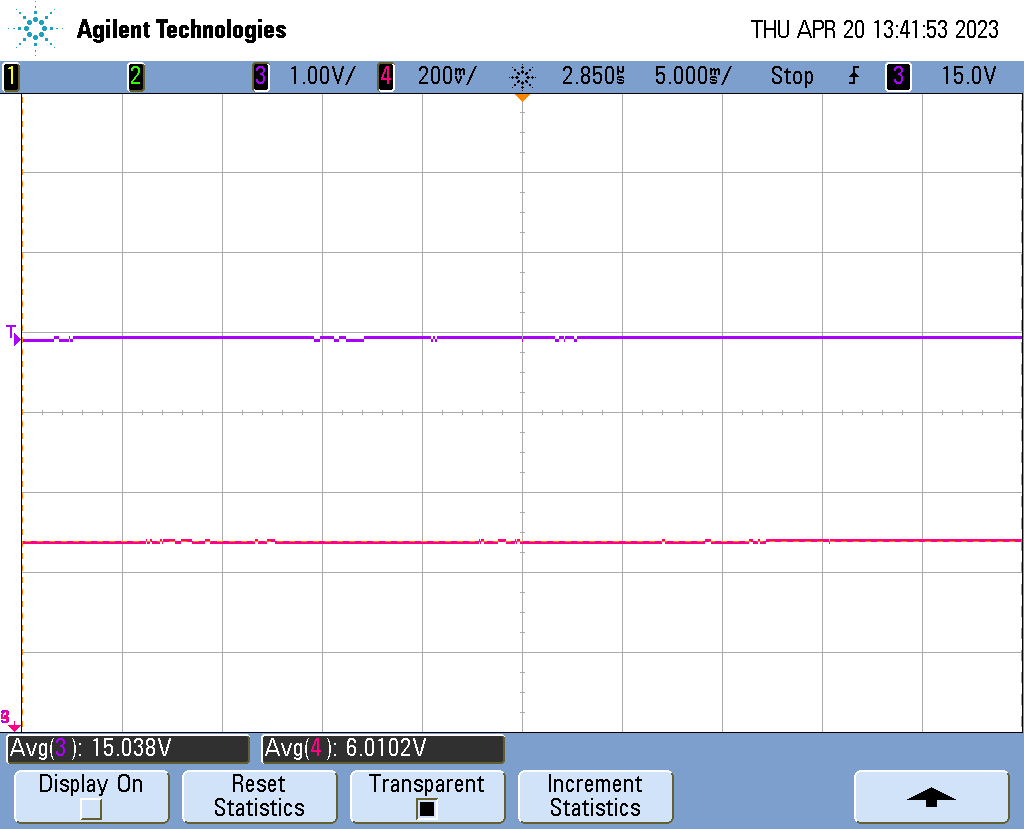 Agilent Technologies
THU APR 20 13:41:53 2023
1 2 3 1.00V/ 4 200mV/ 2.850ks 5.000ms/ Stop 3 15.0V
T
Avg(3): 15.038V Avg(4): 6.0102V
Display On Reset Statistics Transparent Increment Statistics